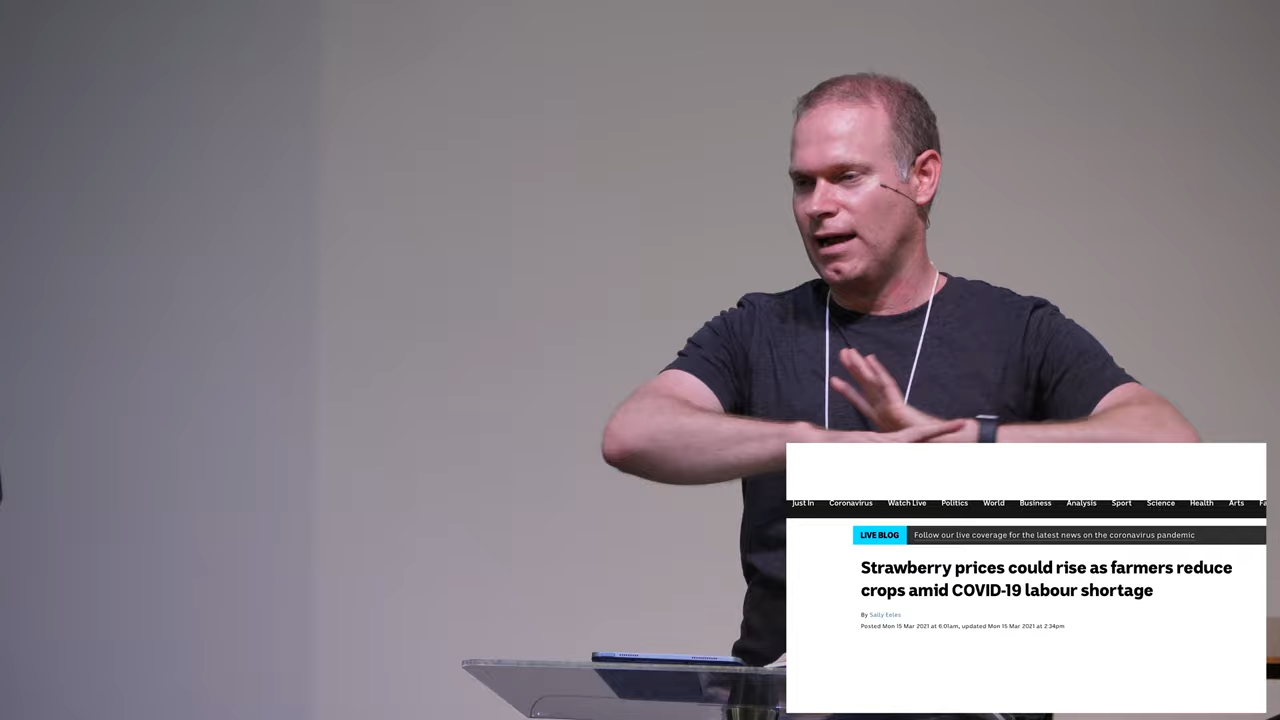 Just In Coronavirus Watch Live Politics World Business Analysis Sport Science Health Arts
LIVE BLOG Follow our live coverage for the latest news on the coronavirus pandemic
Strawberry prices could rise as farmers reduce
crops amid COVID-19 labour shortage
By Sally Eeles
Posted Mon 15 Mar 2021 at 6:01am, updated Mon 15 Mar 2021 at 2:34pm